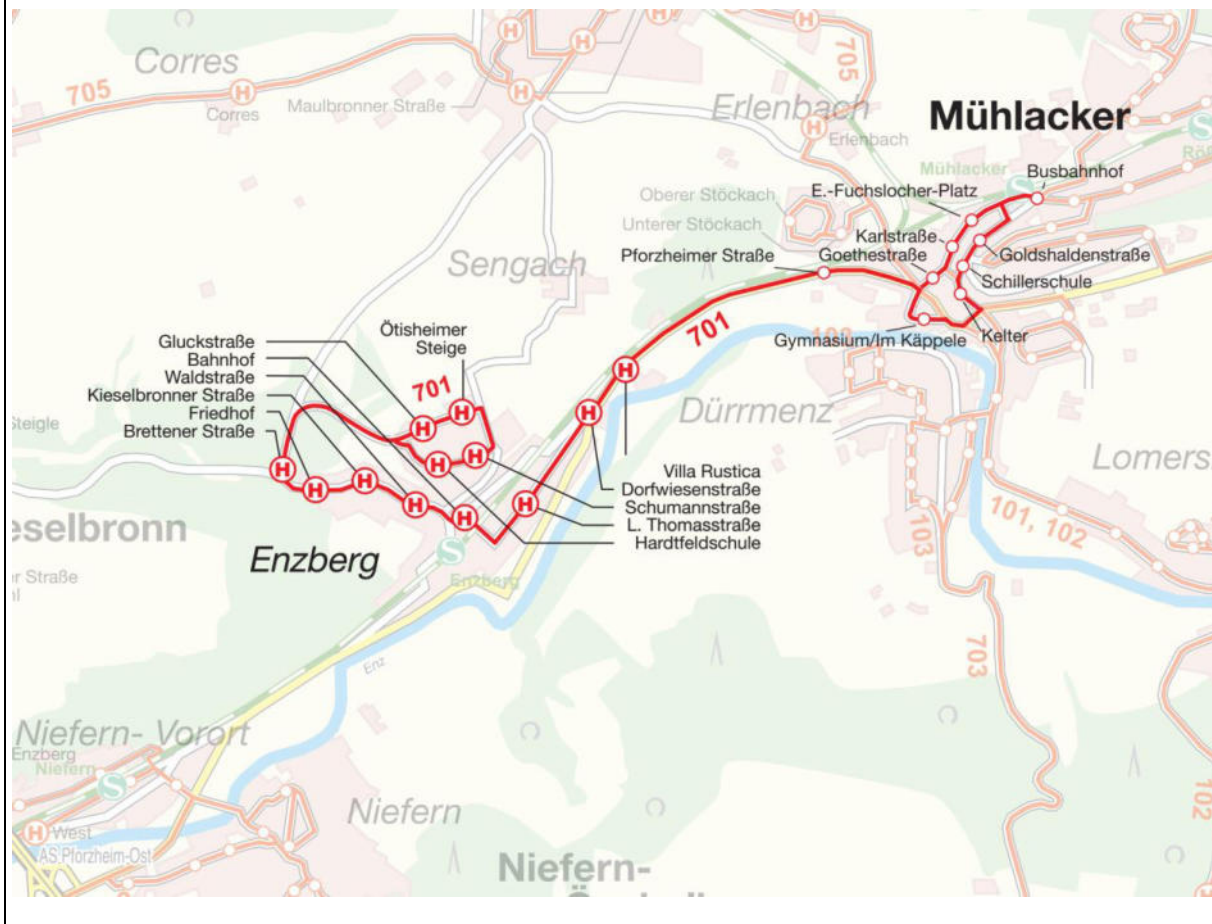 Corres
705
Corres
Maulbronner Straße
H
705
Erlenbach
Erlenbach
Mühlacker
Mühlacker
S
Busbahnhof
E.-Fuchslocher-Platz
Oberer Stöckach
Unterer Stöckach
Karlstraße
Goethestraße
Pforzheimer Straße
Goldshaldenstraße
Schillerschule
Kelter
Gymnasium/Im Käppele
701
Sengach
Ötisheimer
Steige
Gluckstraße
Bahnhof
Waldstraße
Kieselbronner Straße
Friedhof
Brettener Straße
701
Dürrmenz
Villa Rustica
Dorfwiesenstraße
Schumannstraße
L. Thomasstraße
Hardtfeldschule
Lomers
101, 102
103
703
102
Steigle
eselbronn
Enzberg
Enzberg
S
Enz
Niefern- Vorort
Enzberg
Niefern
S
West
AS Pforzheim-Ost
Niefern
Niefern-